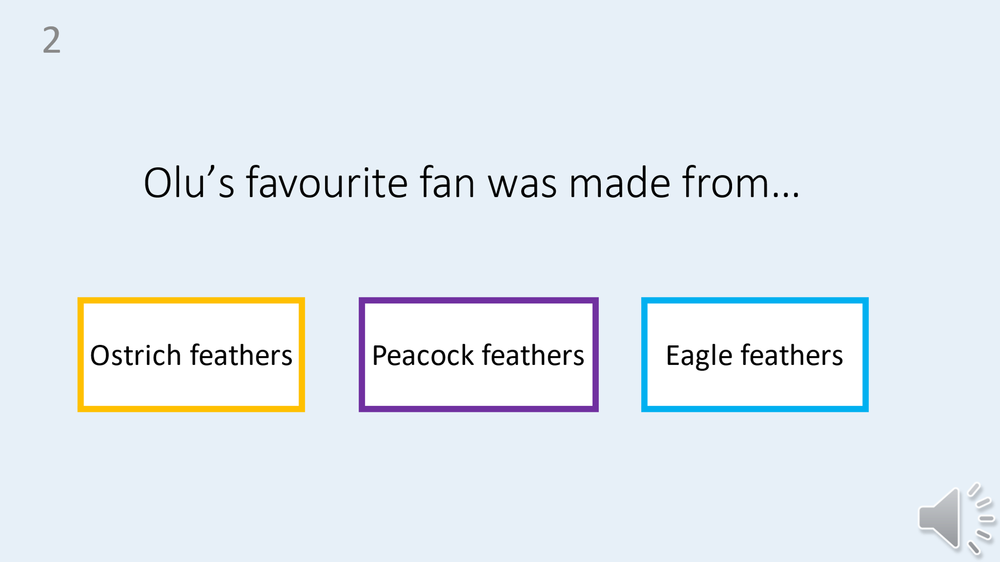 2
Olu’s favourite fan was made from...
Ostrich feathers
Peacock feathers
Eagle feathers